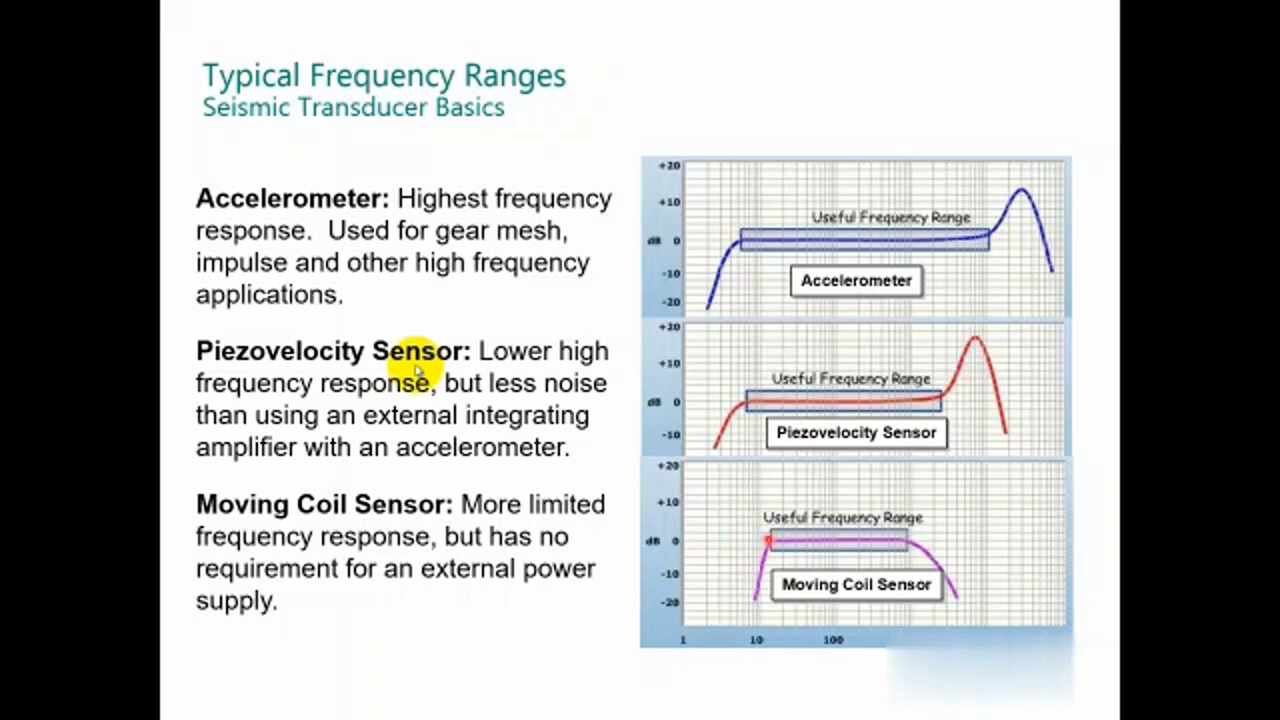 Typical Frequency Ranges
Seismic Transducer Basics
Accelerometer: Highest frequency
response.  Used for gear mesh,
impulse and other high frequency
applications.
Piezovelocity Sensor: Lower high
frequency response, but less noise
than using an external integrating
amplifier with an accelerometer.
Moving Coil Sensor: More limited
frequency response, but has no
requirement for an external power
supply.
+20
+10
Useful Frequency Range
dB 0
-10
Accelerometer
-20
+20
+10
Useful Frequency Range
dB 0
-10
Piezovelocity Sensor
+20
+10
Useful Frequency Range
dB 0
-10
Moving Coil Sensor
-20
1 10 100